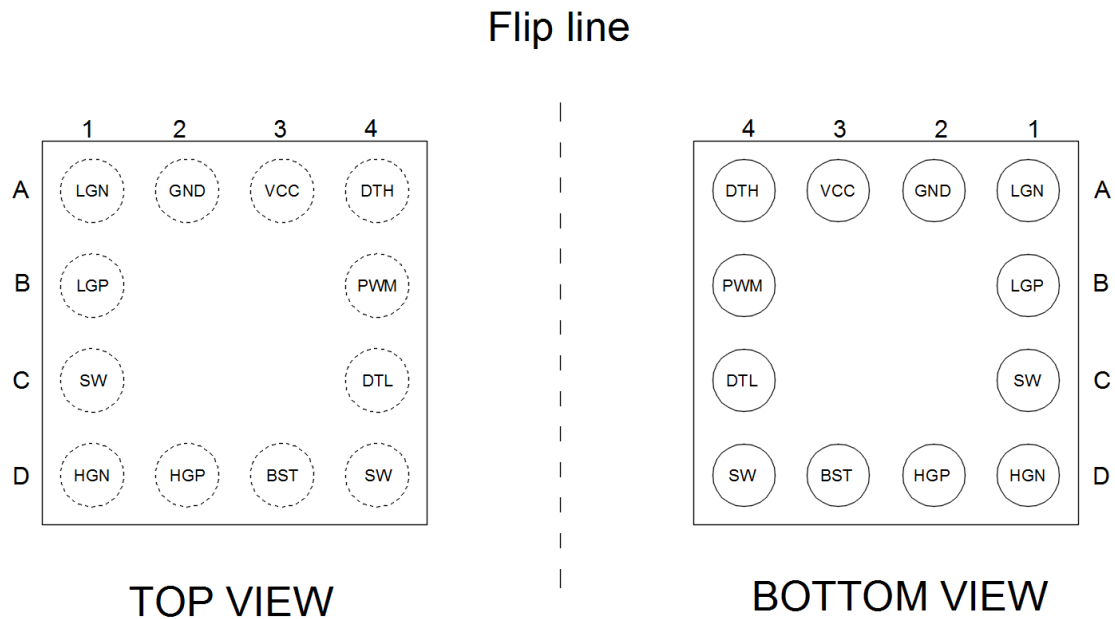 Flip line
1 2 3 4
4 3 2 1
A LGN GND VCC DTH
DTH VCC GND LGN A
B LGP PWM
PWM LGP B
C SW DTL
DTL SW C
D HGN HGP BST SW
SW BST HGP HGN D
TOP VIEW
BOTTOM VIEW